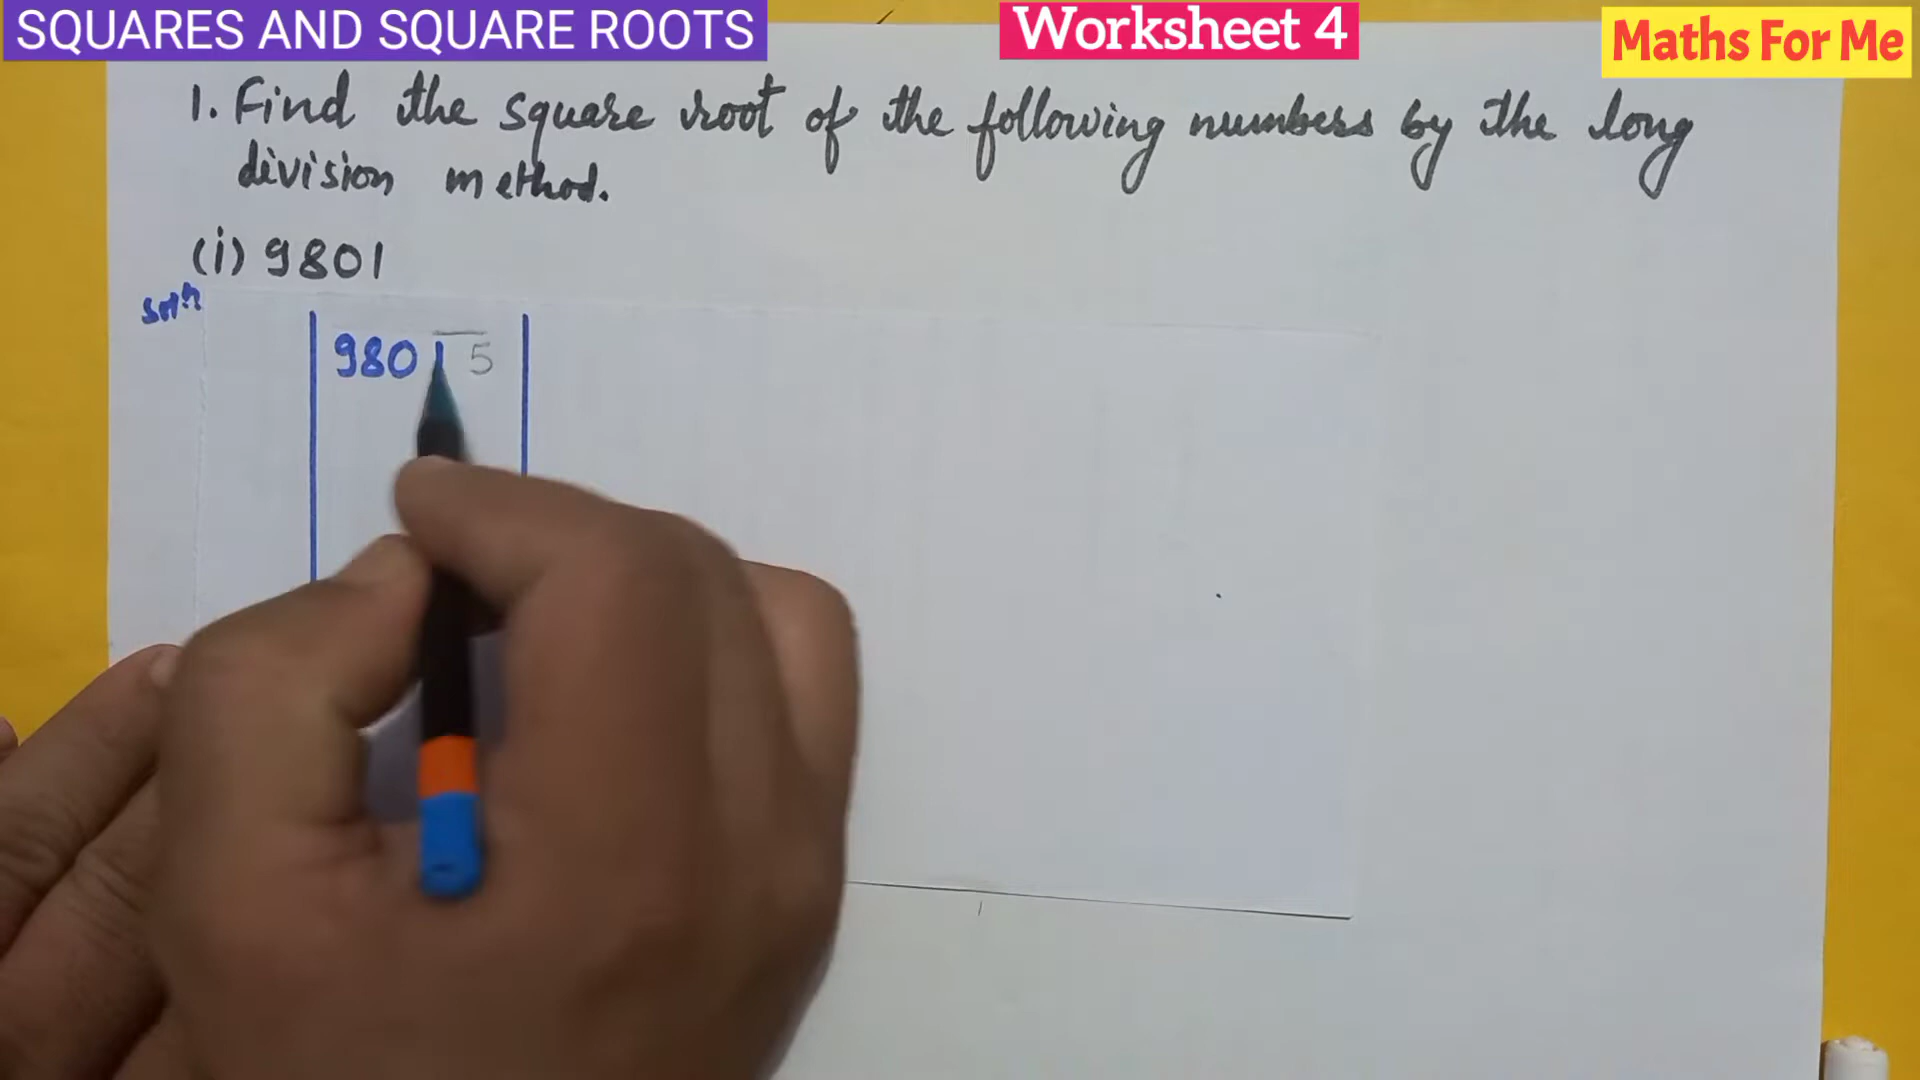 SQUARES AND SQUARE ROOTS
Worksheet 4
Maths For Me
1. Find the square root of the following numbers by the long
division method.
(i) 9801
Solⁿ
9801 5